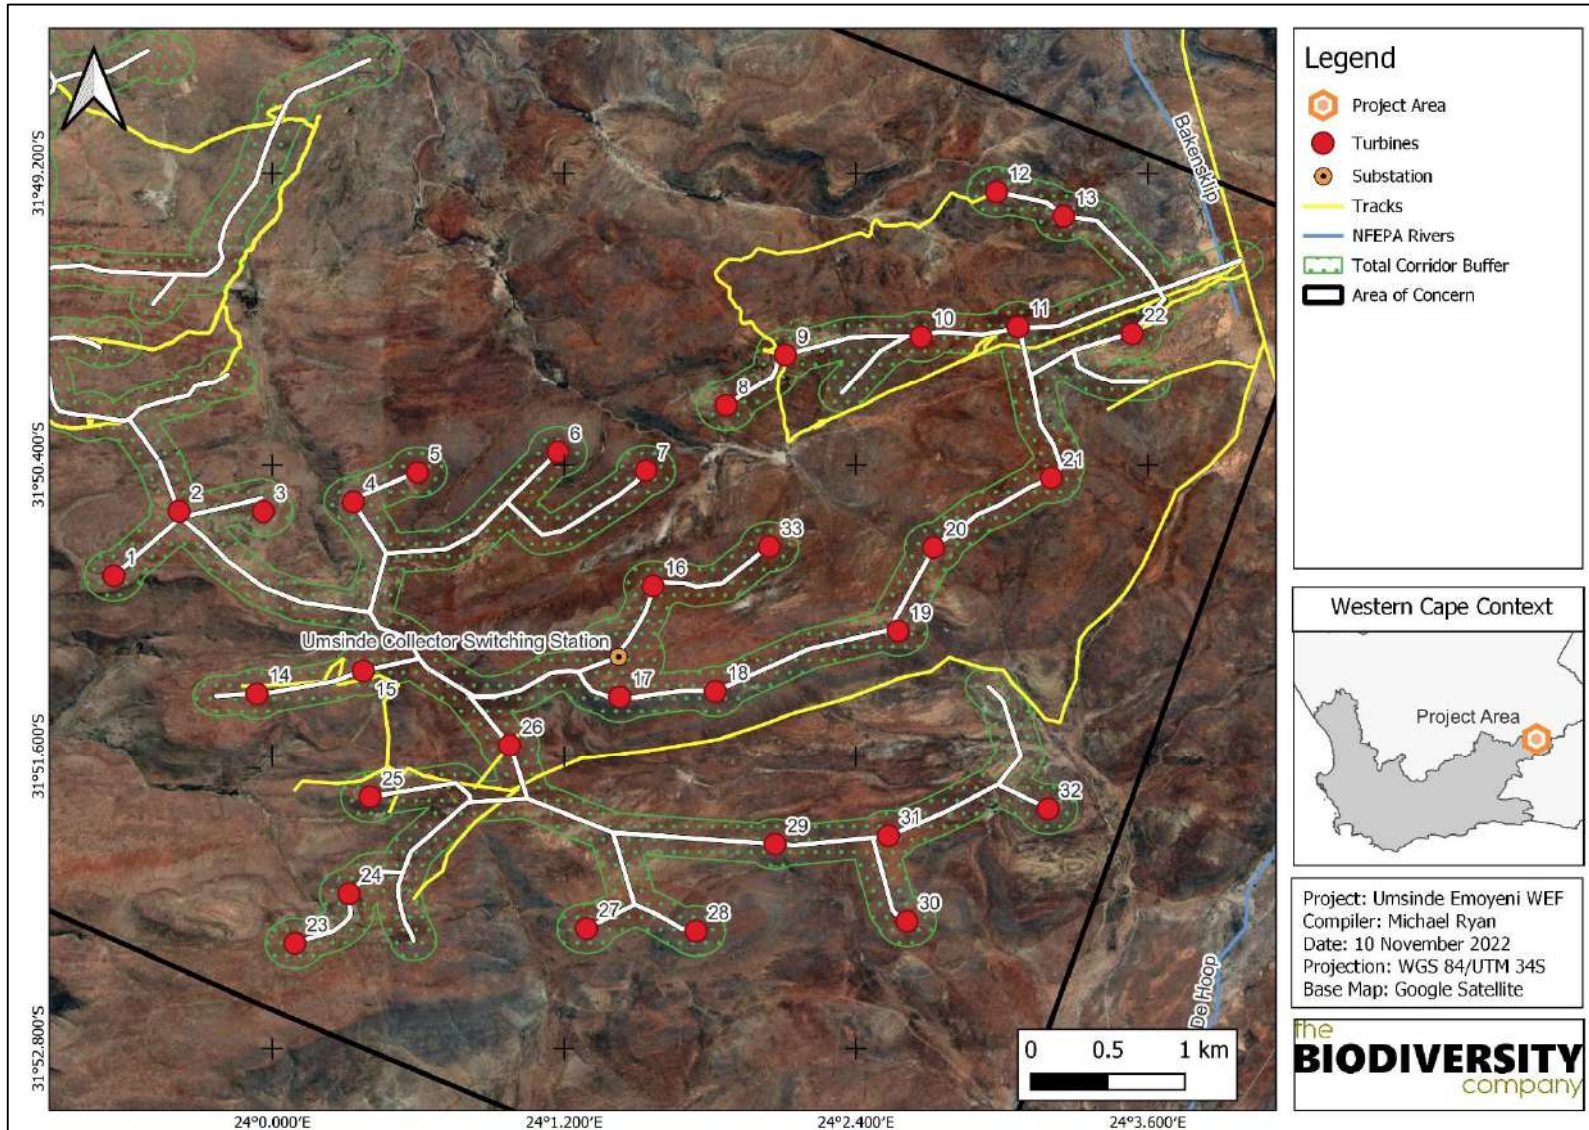 Legend
Project Area
Turbines
Substation
Tracks
NFEPA Rivers
Total Corridor Buffer
Area of Concern
31°49.200'S
31°50.400'S
31°51.600'S
31°52.800'S
24°0.000'E
24°1.200'E
24°2.400'E
24°3.600'E
Bakensklip
12
13
11
10
22
9
8
6
5
7
4
21
2
3
33
20
1
16
19
Umsinde Collector Switching Station
14
15
17
18
26
25
32
31
29
24
30
27
28
23
De Hoop
0 0.5 1 km
Western Cape Context
Project Area
Project: Umsinde Emoyeni WEF
Compiler: Michael Ryan
Date: 10 November 2022
Projection: WGS 84/UTM 34S
Base Map: Google Satellite
the
BIODIVERSITY
company